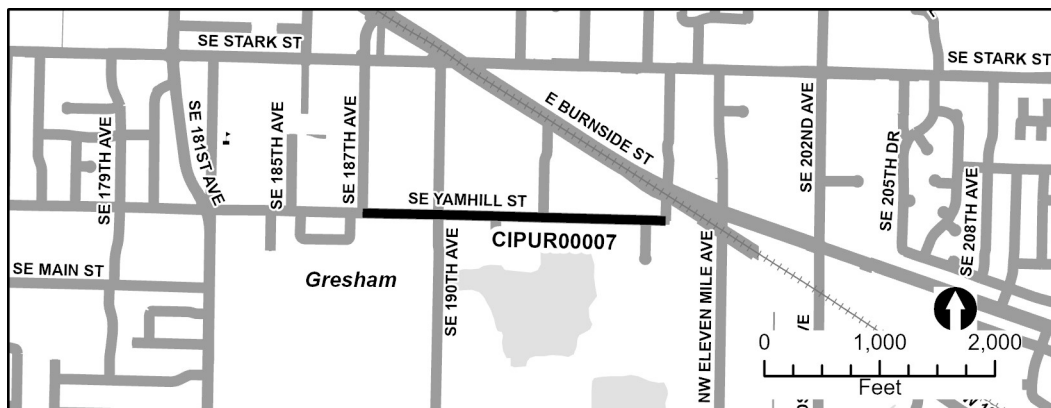 SE STARK ST
SE STARK ST
E BURNSIDE ST
SE 179TH AVE
SE 181ST AVE
SE 185TH AVE
SE 187TH AVE
SE 202ND AVE
SE 205TH DR
SE 208TH AVE
SE YAMHILL ST
CIPUR00007
SE MAIN ST
Gresham
SE 190TH AVE
NW ELEVEN MILE AVE
0
1,000
2,000
Feet